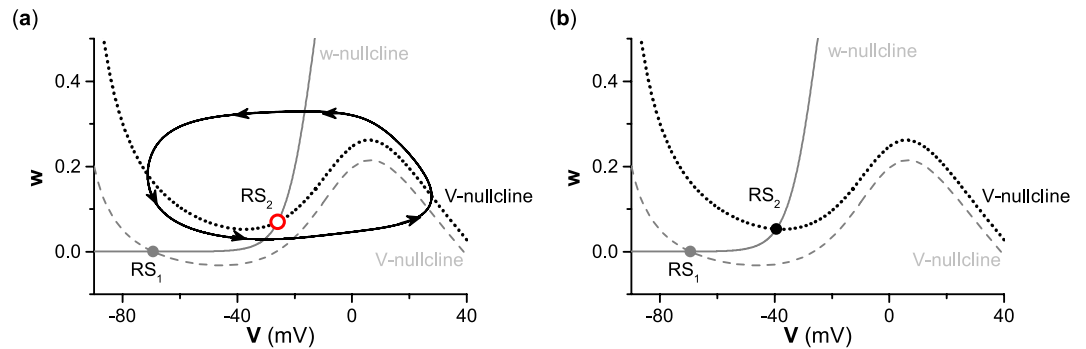 (a)
w-nullcline
0.4
0.2
0.0
w
RS2
RS1
V-nullcline
V-nullcline
-80
-40
0
40
V (mV)
(b)
w-nullcline
0.4
0.2
0.0
w
RS2
RS1
V-nullcline
V-nullcline
-80
-40
0
40
V (mV)